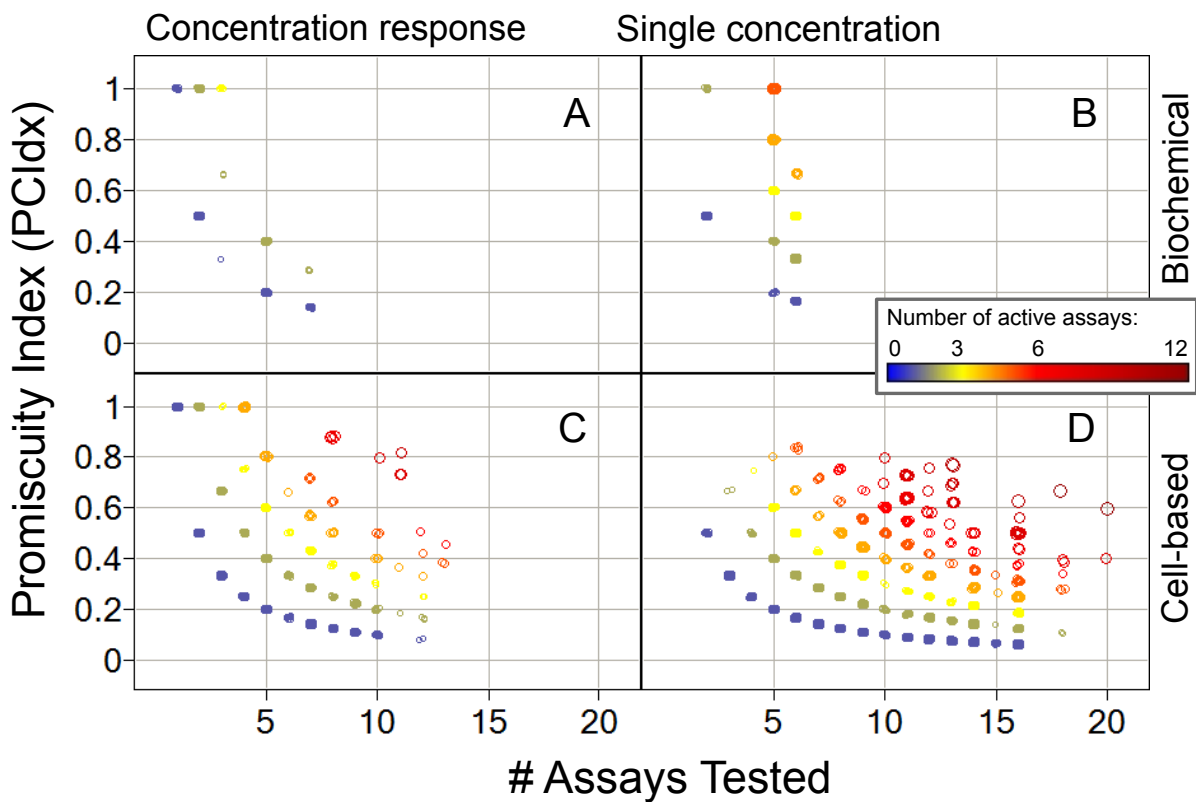 Concentration response
Single concentration
Promiscuity Index (PCIdx)
1
0.8
0.6
0.4
0.2
0
A
B
Biochemical
Number of active assays:
0 3 6 12
1
0.8
0.6
0.4
0.2
0
C
D
Cell-based
5 10 15 20
5 10 15 20
# Assays Tested